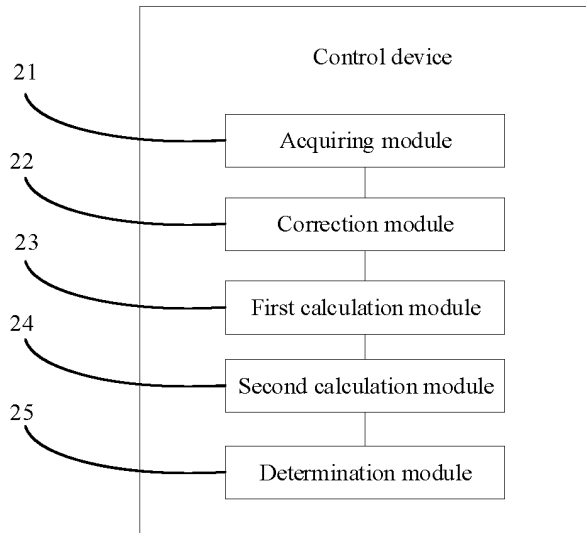 Control device
21
Acquiring module
22
Correction module
23
First calculation module
24
Second calculation module
25
Determination module